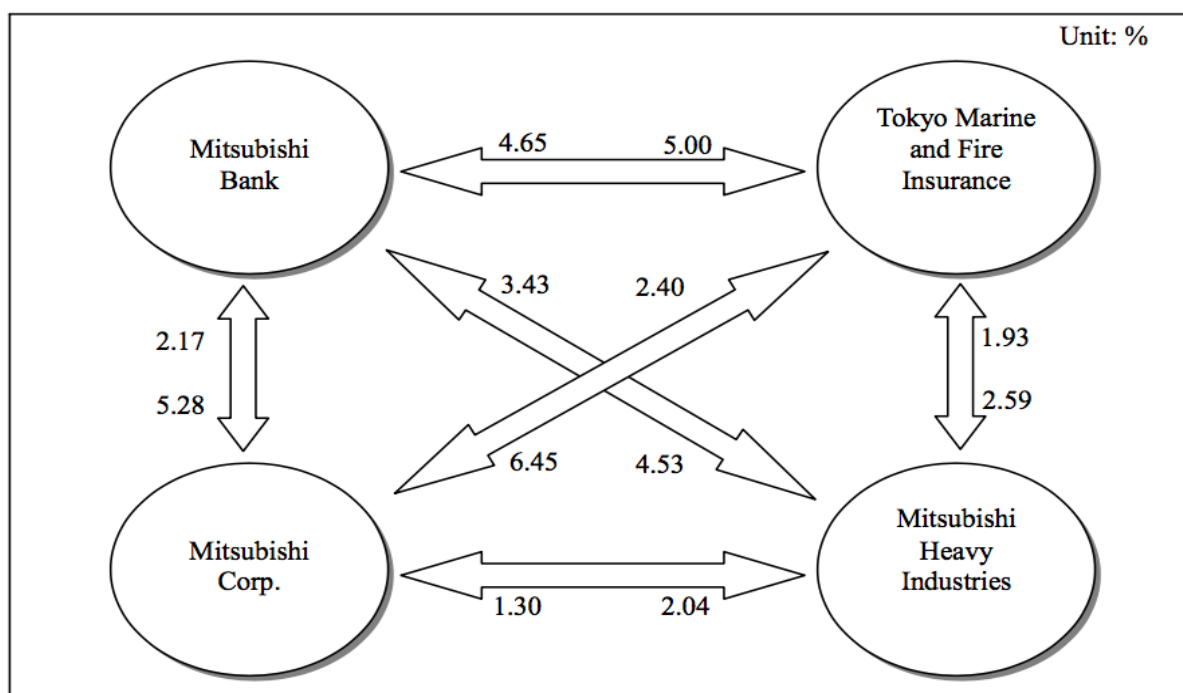 Unit: %
Mitsubishi
Bank
4.65
5.00
Tokyo Marine
and Fire
Insurance
3.43
2.40
2.17
5.28
1.93
2.59
6.45
4.53
Mitsubishi
Corp.
1.30
2.04
Mitsubishi
Heavy
Industries